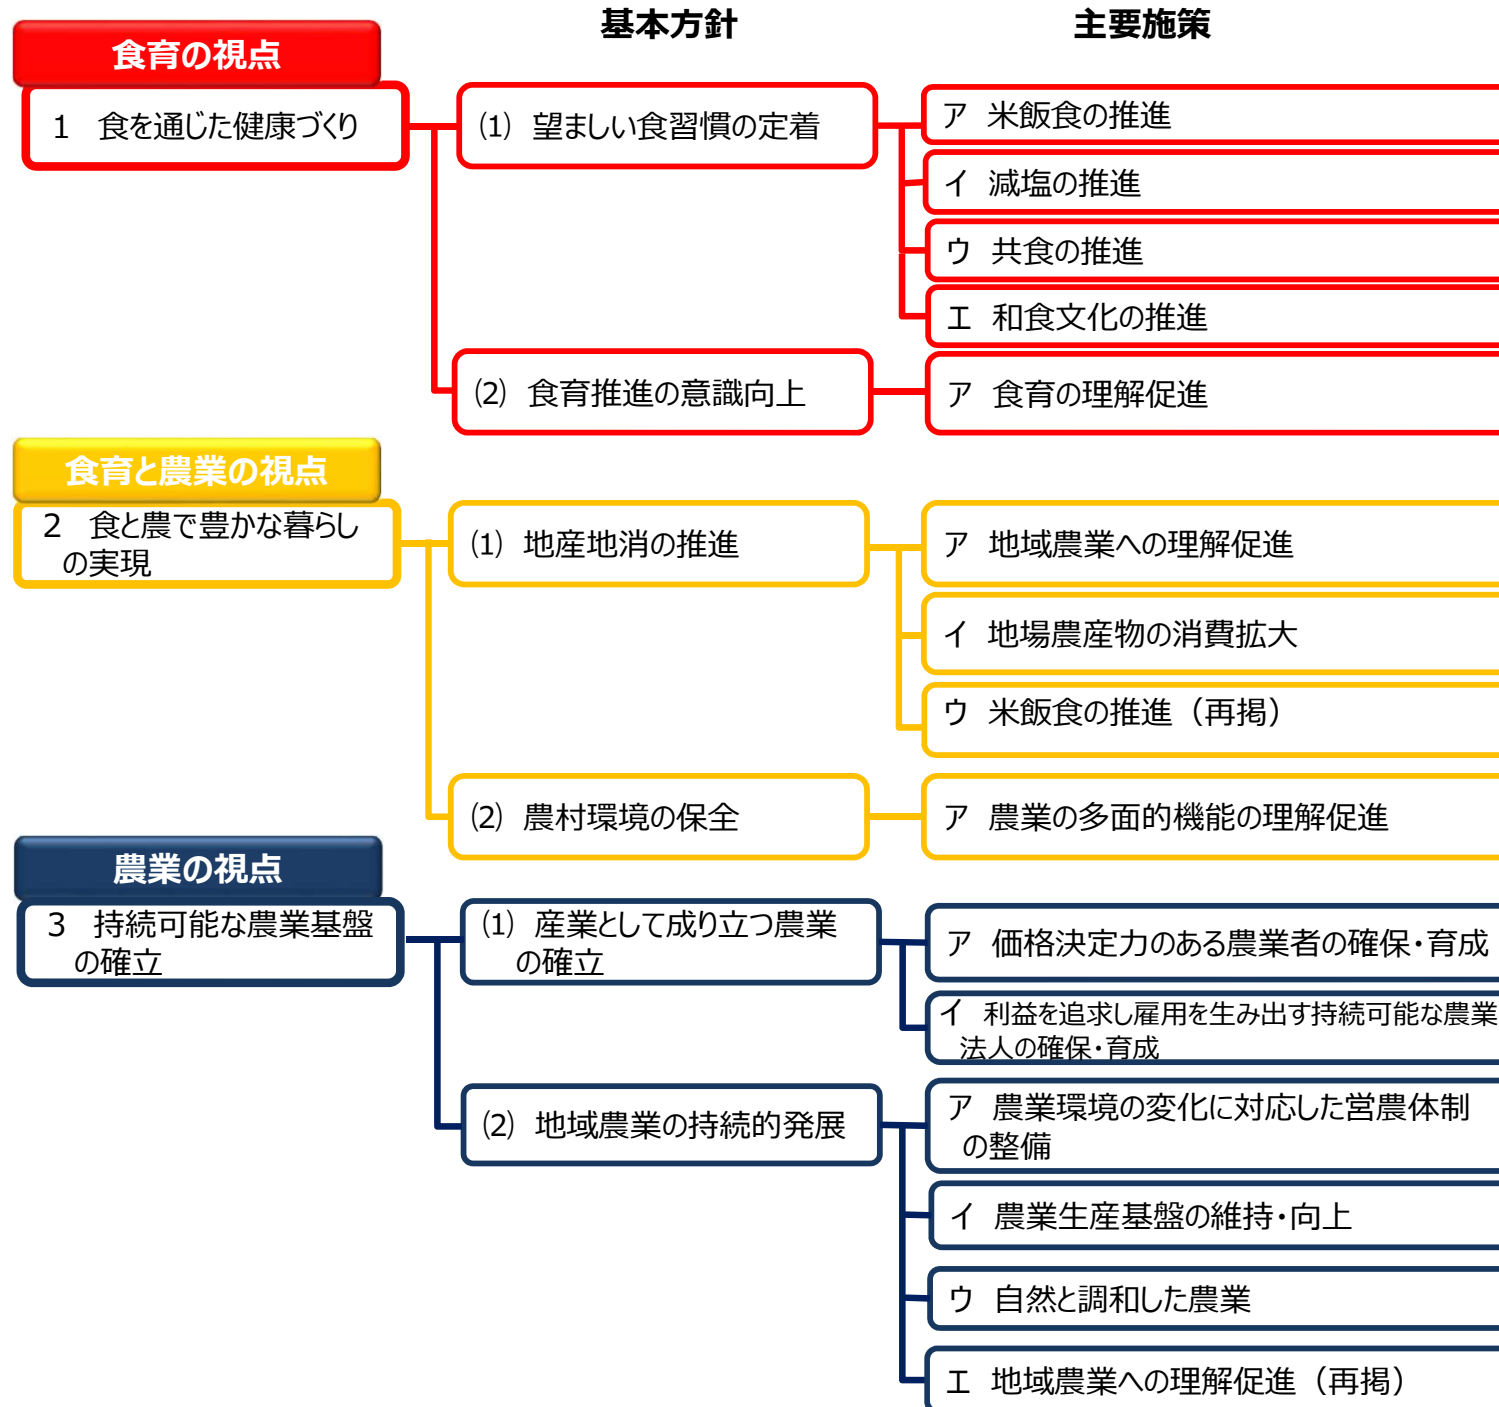 基本方針
主要施策
食育の視点
1 食を通じた健康づくり
⑴ 望ましい食習慣の定着
ア 米飯食の推進
イ 減塩の推進
ウ 共食の推進
エ 和食文化の推進
⑵ 食育推進の意識向上
ア 食育の理解促進
食育と農業の視点
2 食と農で豊かな暮らし
の実現
⑴ 地産地消の推進
ア 地域農業への理解促進
イ 地場農産物の消費拡大
ウ 米飯食の推進（再掲）
⑵ 農村環境の保全
ア 農業の多面的機能の理解促進
農業の視点
3 持続可能な農業基盤
の確立
⑴ 産業として成り立つ農業
の確立
ア 価格決定力のある農業者の確保・育成
イ 利益を追求し雇用を生み出す持続可能な農業
法人の確保・育成
⑵ 地域農業の持続的発展
ア 農業環境の変化に対応した営農体制
の整備
イ 農業生産基盤の維持・向上
ウ 自然と調和した農業
エ 地域農業への理解促進（再掲）